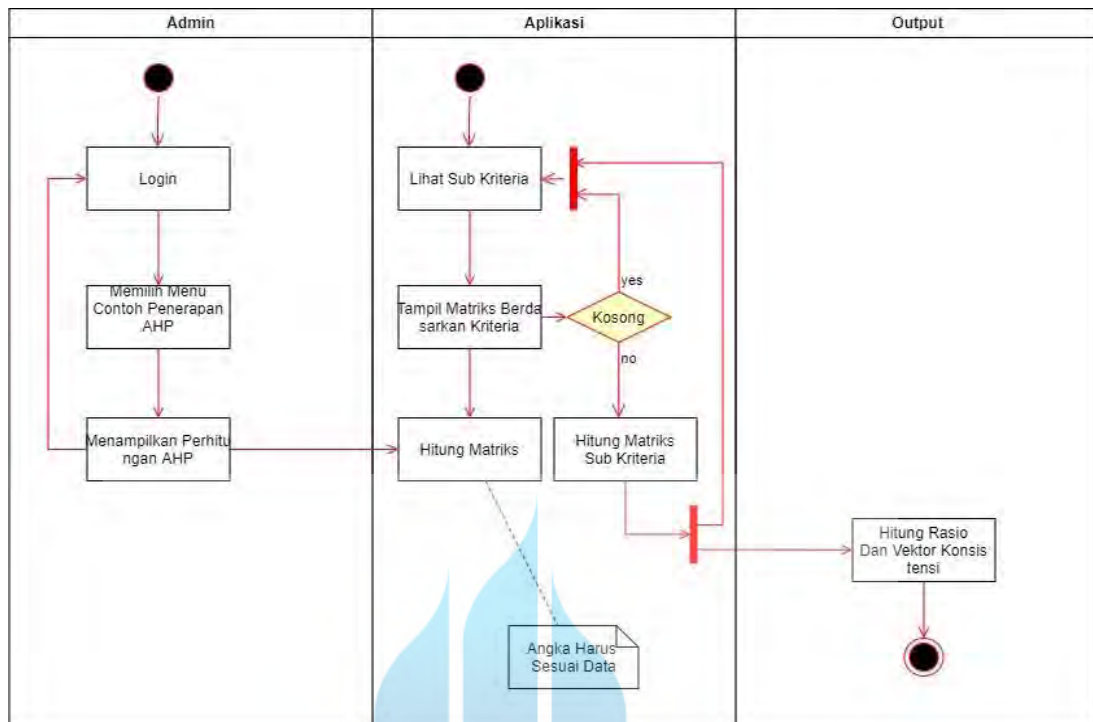 Admin
Aplikasi
Output
Login
Lihat Sub Kriteria
yes
Memilih Menu
Contoh Penerapan
AHP
Tampil Matriks Berda
sarkan Kriteria
Kosong
no
Menampilkan Perhitu
ngan AHP
Hitung Matriks
Hitung Matriks
Sub Kriteria
Hitung Rasio
Dan Vektor Konsis
tensi
Angka Harus
Sesuai Data